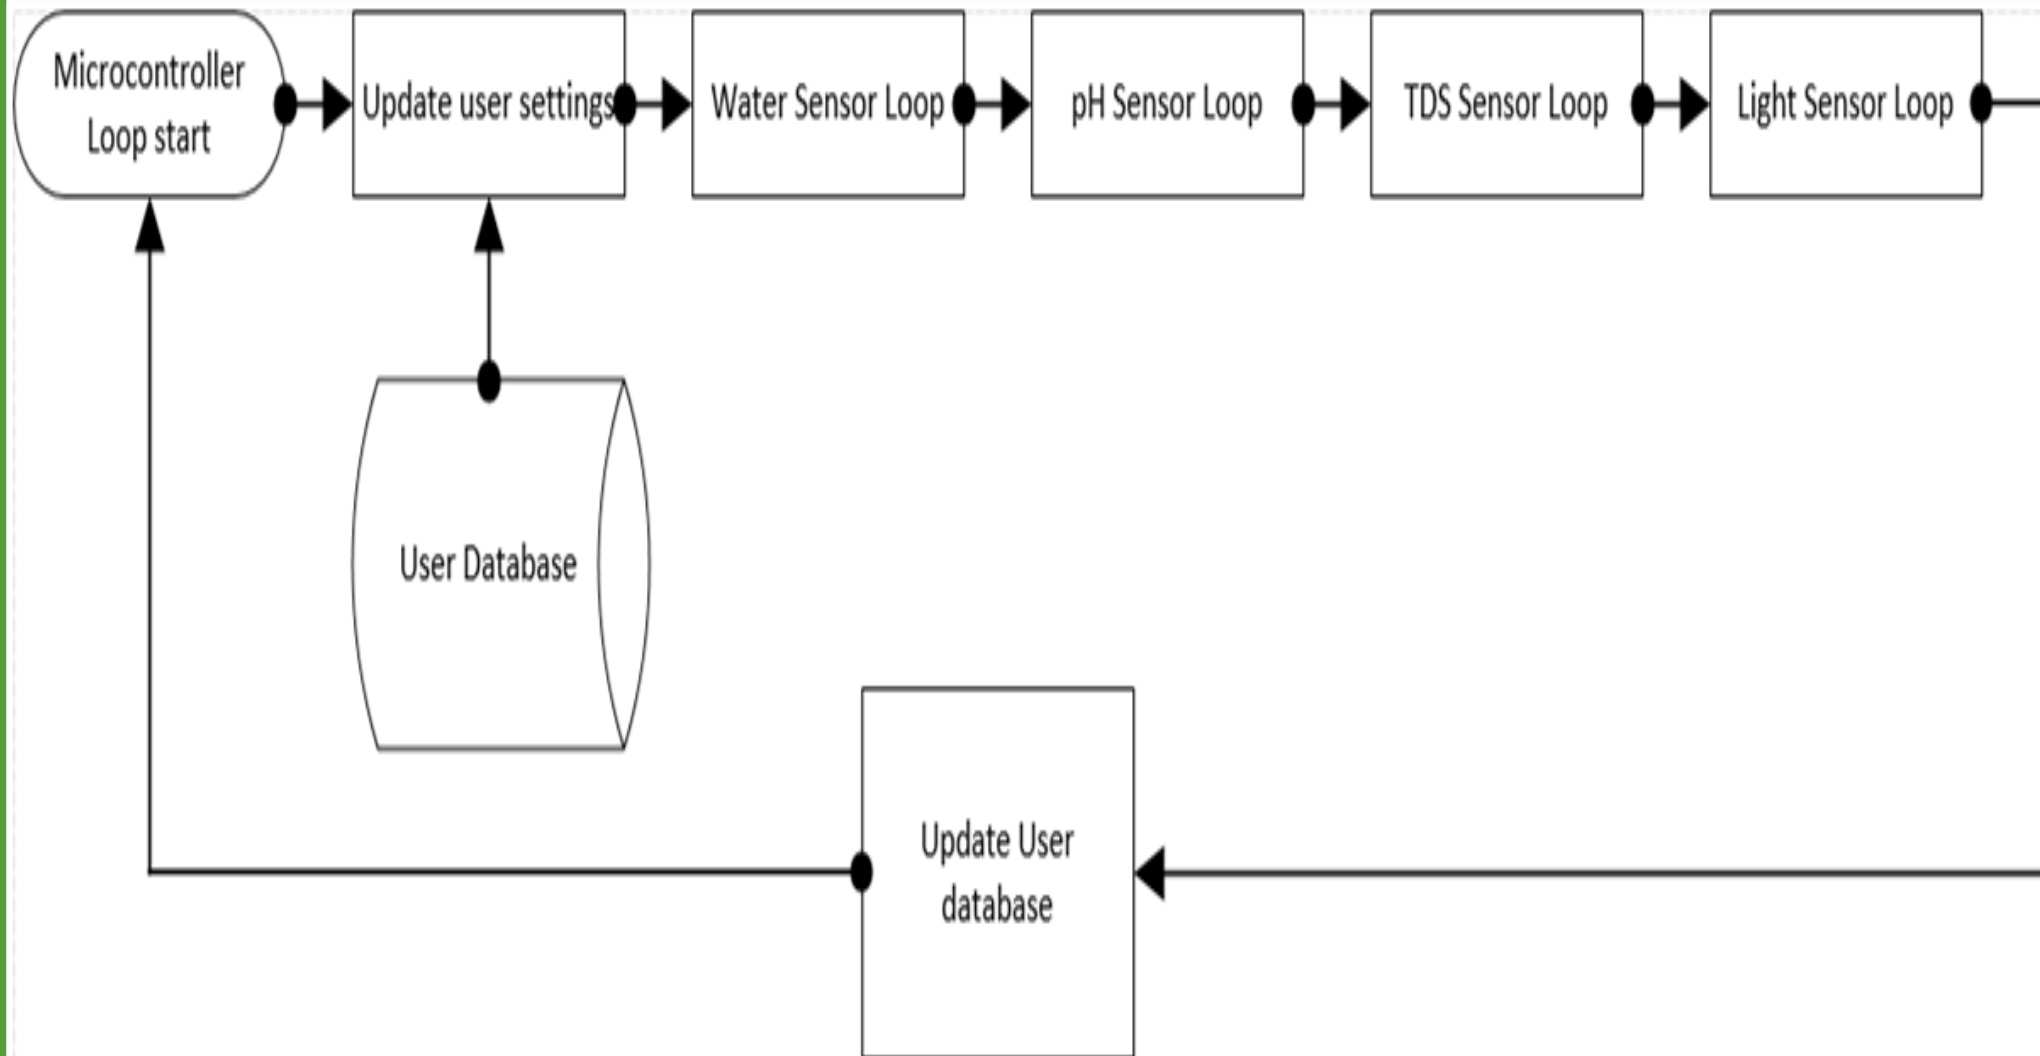 Microcontroller
Loop start
Update user settings
Water Sensor Loop
pH Sensor Loop
TDS Sensor Loop
Light Sensor Loop
User Database
Update User
database